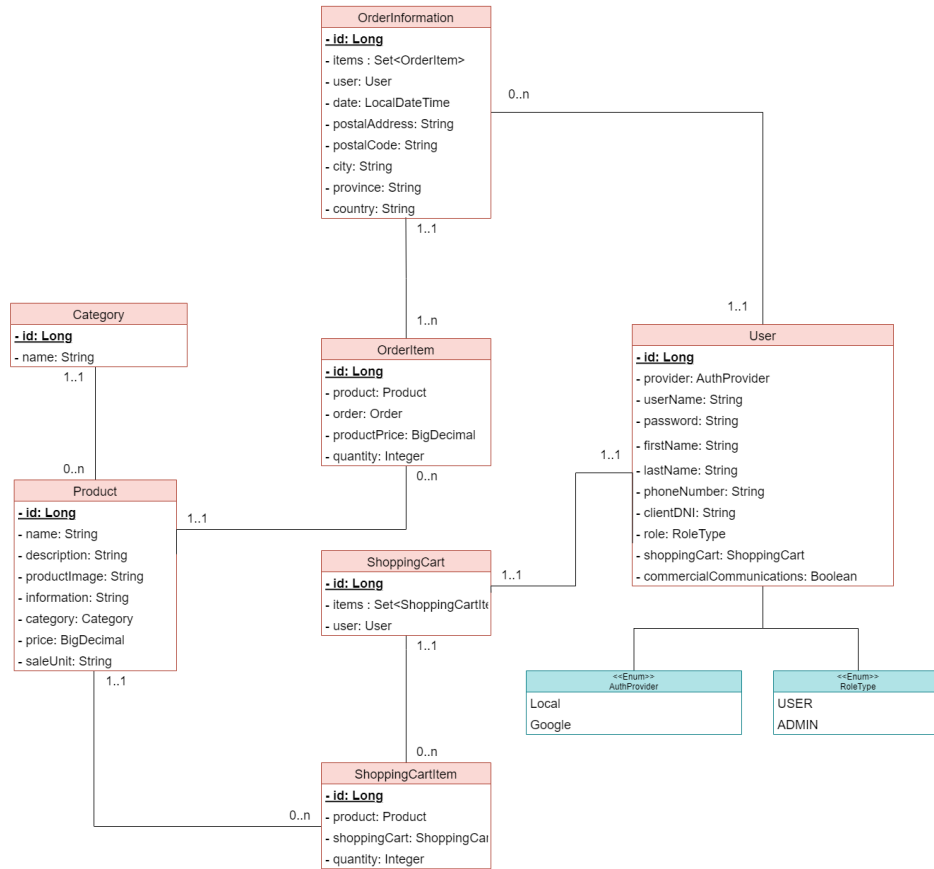 OrderInformation
- id: Long
- items : Set<OrderItem>
- user: User
- date: LocalDateTime
- postalAddress: String
- postalCode: String
- city: String
- province: String
- country: String
0..n
1..1
1..n
1..1
Category
- id: Long
- name: String
1..1
0..n
OrderItem
- id: Long
- product: Product
- order: Order
- productPrice: BigDecimal
- quantity: Integer
0..n
User
- id: Long
- provider: AuthProvider
- userName: String
- password: String
- firstName: String
- lastName: String
- phoneNumber: String
- clientDNI: String
- role: RoleType
- shoppingCart: ShoppingCart
- commercialCommunications: Boolean
1..1
Product
- id: Long
- name: String
- description: String
- productImage: String
- information: String
- category: Category
- price: BigDecimal
- saleUnit: String
1..1
1..1
ShoppingCart
- id: Long
- items : Set<ShoppingCartIte
- user: User
1..1
1..1
<<Enum>>
AuthProvider
Local
Google
<<Enum>>
RoleType
USER
ADMIN
0..n
0..n
ShoppingCartItem
- id: Long
- product: Product
- shoppingCart: ShoppingCar
- quantity: Integer